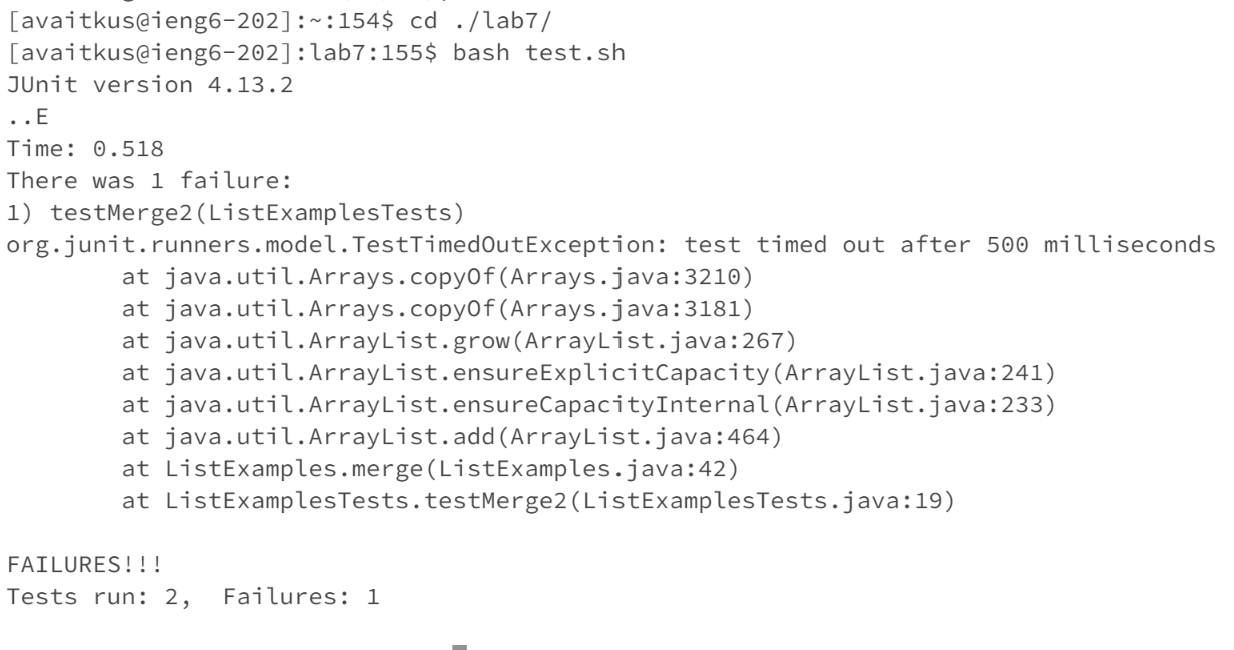 [avaitkus@ieng6-202]:~:154$ cd ./lab7/
[avaitkus@ieng6-202]:lab7:155$ bash test.sh
JUnit version 4.13.2
..E
Time: 0.518
There was 1 failure:
1) testMerge2(ListExamplesTests)
org.junit.runners.model.TestTimedOutException: test timed out after 500 milliseconds
        at java.util.Arrays.copyOf(Arrays.java:3210)
        at java.util.Arrays.copyOf(Arrays.java:3181)
        at java.util.ArrayList.grow(ArrayList.java:267)
        at java.util.ArrayList.ensureExplicitCapacity(ArrayList.java:241)
        at java.util.ArrayList.ensureCapacityInternal(ArrayList.java:233)
        at java.util.ArrayList.add(ArrayList.java:464)
        at ListExamples.merge(ListExamples.java:42)
        at ListExamplesTests.testMerge2(ListExamplesTests.java:19)

FAILURES!!!
Tests run: 2,  Failures: 1